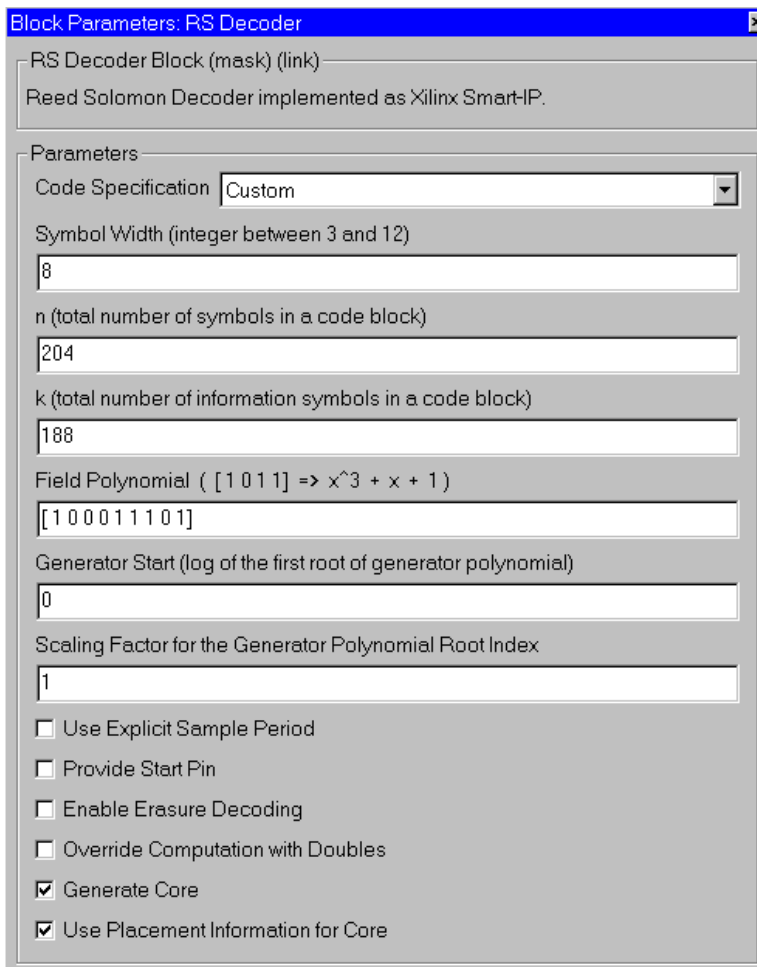 Block Parameters: RS Decoder
RS Decoder Block (mask) (link)
Reed Solomon Decoder implemented as Xilinx Smart-IP.
Parameters
Code Specification Custom
Symbol Width (integer between 3 and 12)
8
n (total number of symbols in a code block)
204
k (total number of information symbols in a code block)
188
Field Polynomial ( [1 0 1 1] => x^3 + x + 1 )
[1 0 0 0 1 1 1 0 1]
Generator Start (log of the first root of generator polynomial)
0
Scaling Factor for the Generator Polynomial Root Index
1
Use Explicit Sample Period
Provide Start Pin
Enable Erasure Decoding
Override Computation with Doubles
Generate Core
Use Placement Information for Core